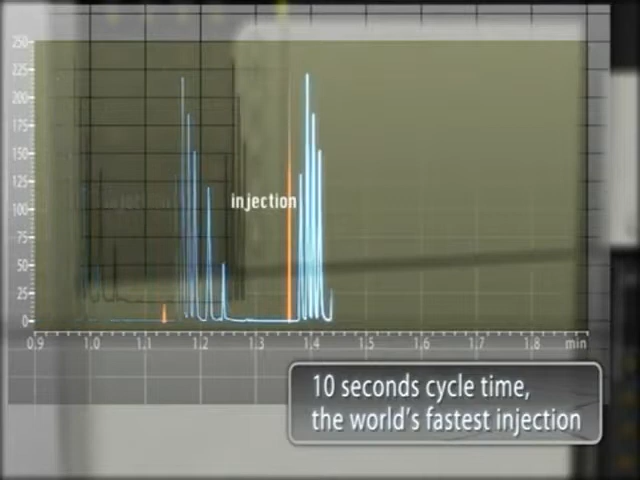 250
225
200
175
150
125
100
75
50
25
0
injection
0.9 1.0 1.1 1.2 1.3 1.4 1.5 1.6 1.7 1.8 min
10 seconds cycle time,
the world's fastest injection